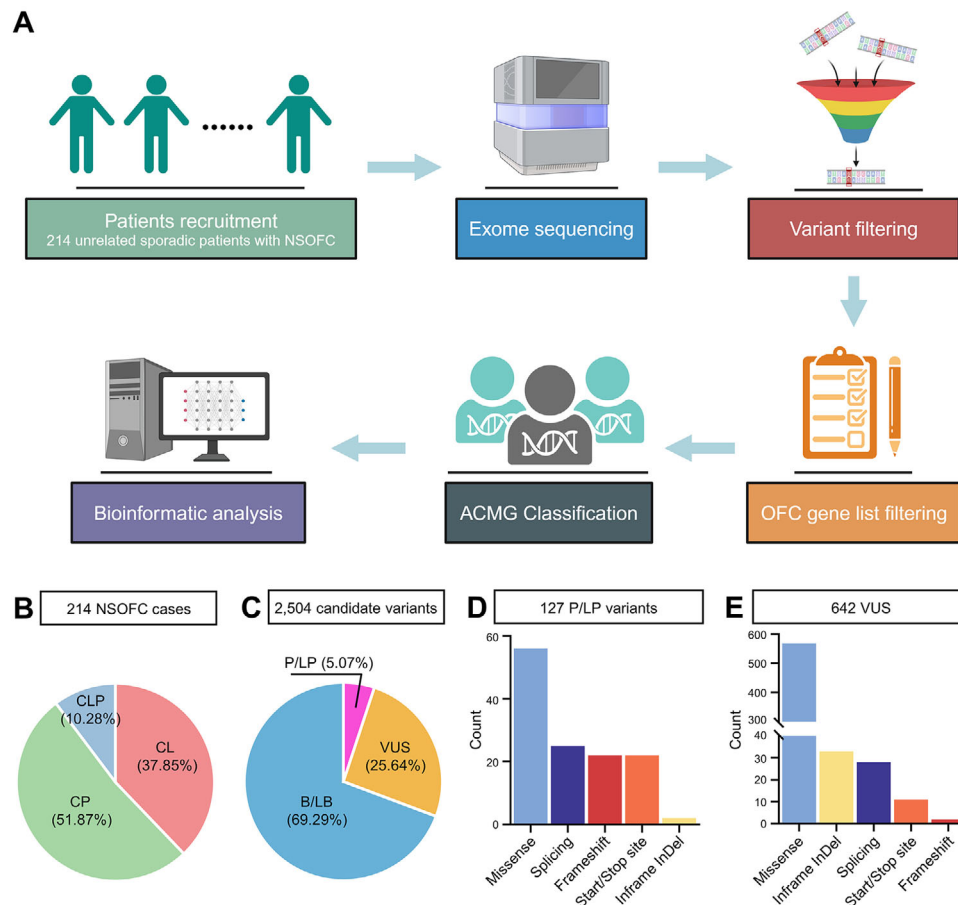 A
Patients recruitment
214 unrelated sporadic patients with NSOFC
Exome sequencing
Variant filtering
Bioinformatic analysis
ACMG Classification
OFC gene list filtering
B
214 NSOFC cases
CLP
(10.28%)
CL
(37.85%)
CP
(51.87%)
C
2,504 candidate variants
P/LP (5.07%)
VUS
(25.64%)
B/LB
(69.29%)
D
127 P/LP variants
Count
60
40
20
0
Missense
Splicing
Frameshift
Start/Stop site
Inframe InDel
E
642 VUS
Count
600
500
400
300
40
30
20
10
0
Missense
Inframe InDel
Splicing
Start/Stop site
Frameshift